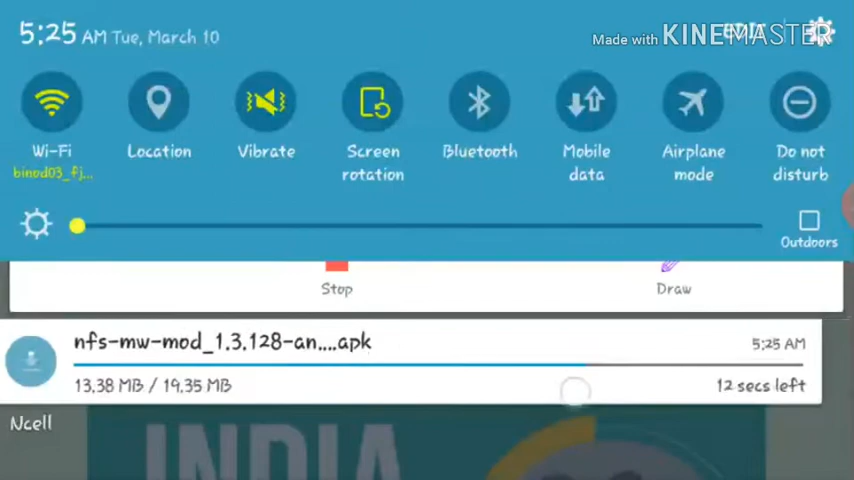 5:25 AM Tue, March 10
Made with KINEMASTER
Wi-Fi
binod03_fj...
Location
Vibrate
Screen
rotation
Bluetooth
Mobile
data
Airplane
mode
Do not
disturb
Outdoors
Stop
Draw
nfs-mw-mod_1.3.128-an....apk
5:25 AM
13.38 MB / 19.35 MB
12 secs left
Ncell
INDIA